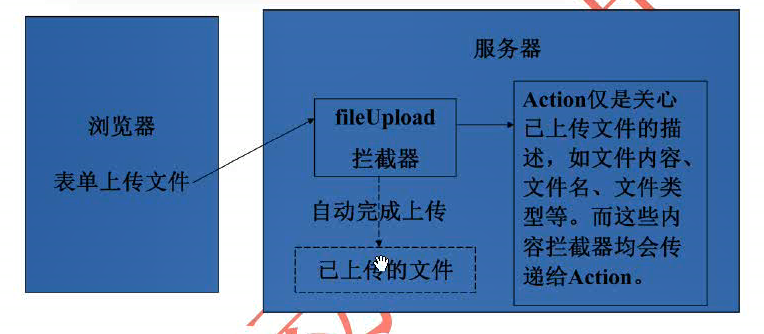 浏览器
表单上传文件
服务器
fileUpload
拦截器
自动完成上传
已上传的文件
Action仅是关心
已上传文件的描
述，如文件内容、
文件名、文件类
型等。而这些内
容拦截器均会传
递给Action。